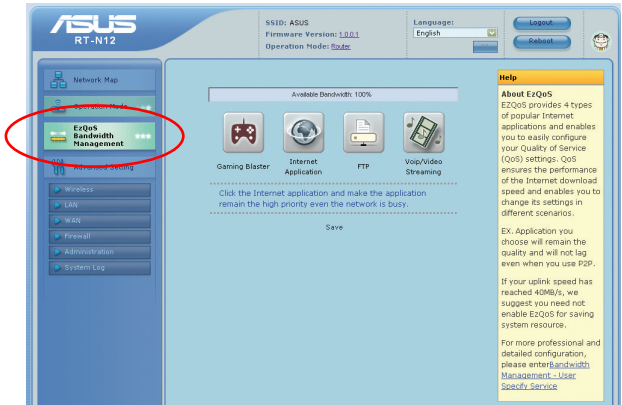 ASUS
RT-N12
SSID: ASUS
Firmware Version: 1.0.0.1
Operation Mode: Router
Language:
English
Logout
Reboot
Network Map
Operation Mode
EzQoS
Bandwidth
Management
Advanced Setting
Wireless
LAN
WAN
Firewall
Administration
System Log
Available Bandwidth: 100%
Gaming Blaster
Internet
Application
FTP
Voip/Video
Streaming
Click the Internet application and make the application
remain the high priority even the network is busy.
Save
Help
About EzQoS
EZQoS provides 4 types
of popular Internet
applications and enables
you to easily configure
your Quality of Service
(QoS) settings. QoS
ensures the performance
of the Internet download
speed and enables you to
change its settings in
different scenarios.
EX. Application you
choose will remain the
quality and will not lag
even when you use P2P.
If your uplink speed has
reached 40MB/s, we
suggest you need not
enable EzQoS for saving
system resource.
For more professional and
detailed configuration,
please enterBandwidth
Management - User
Specify Service